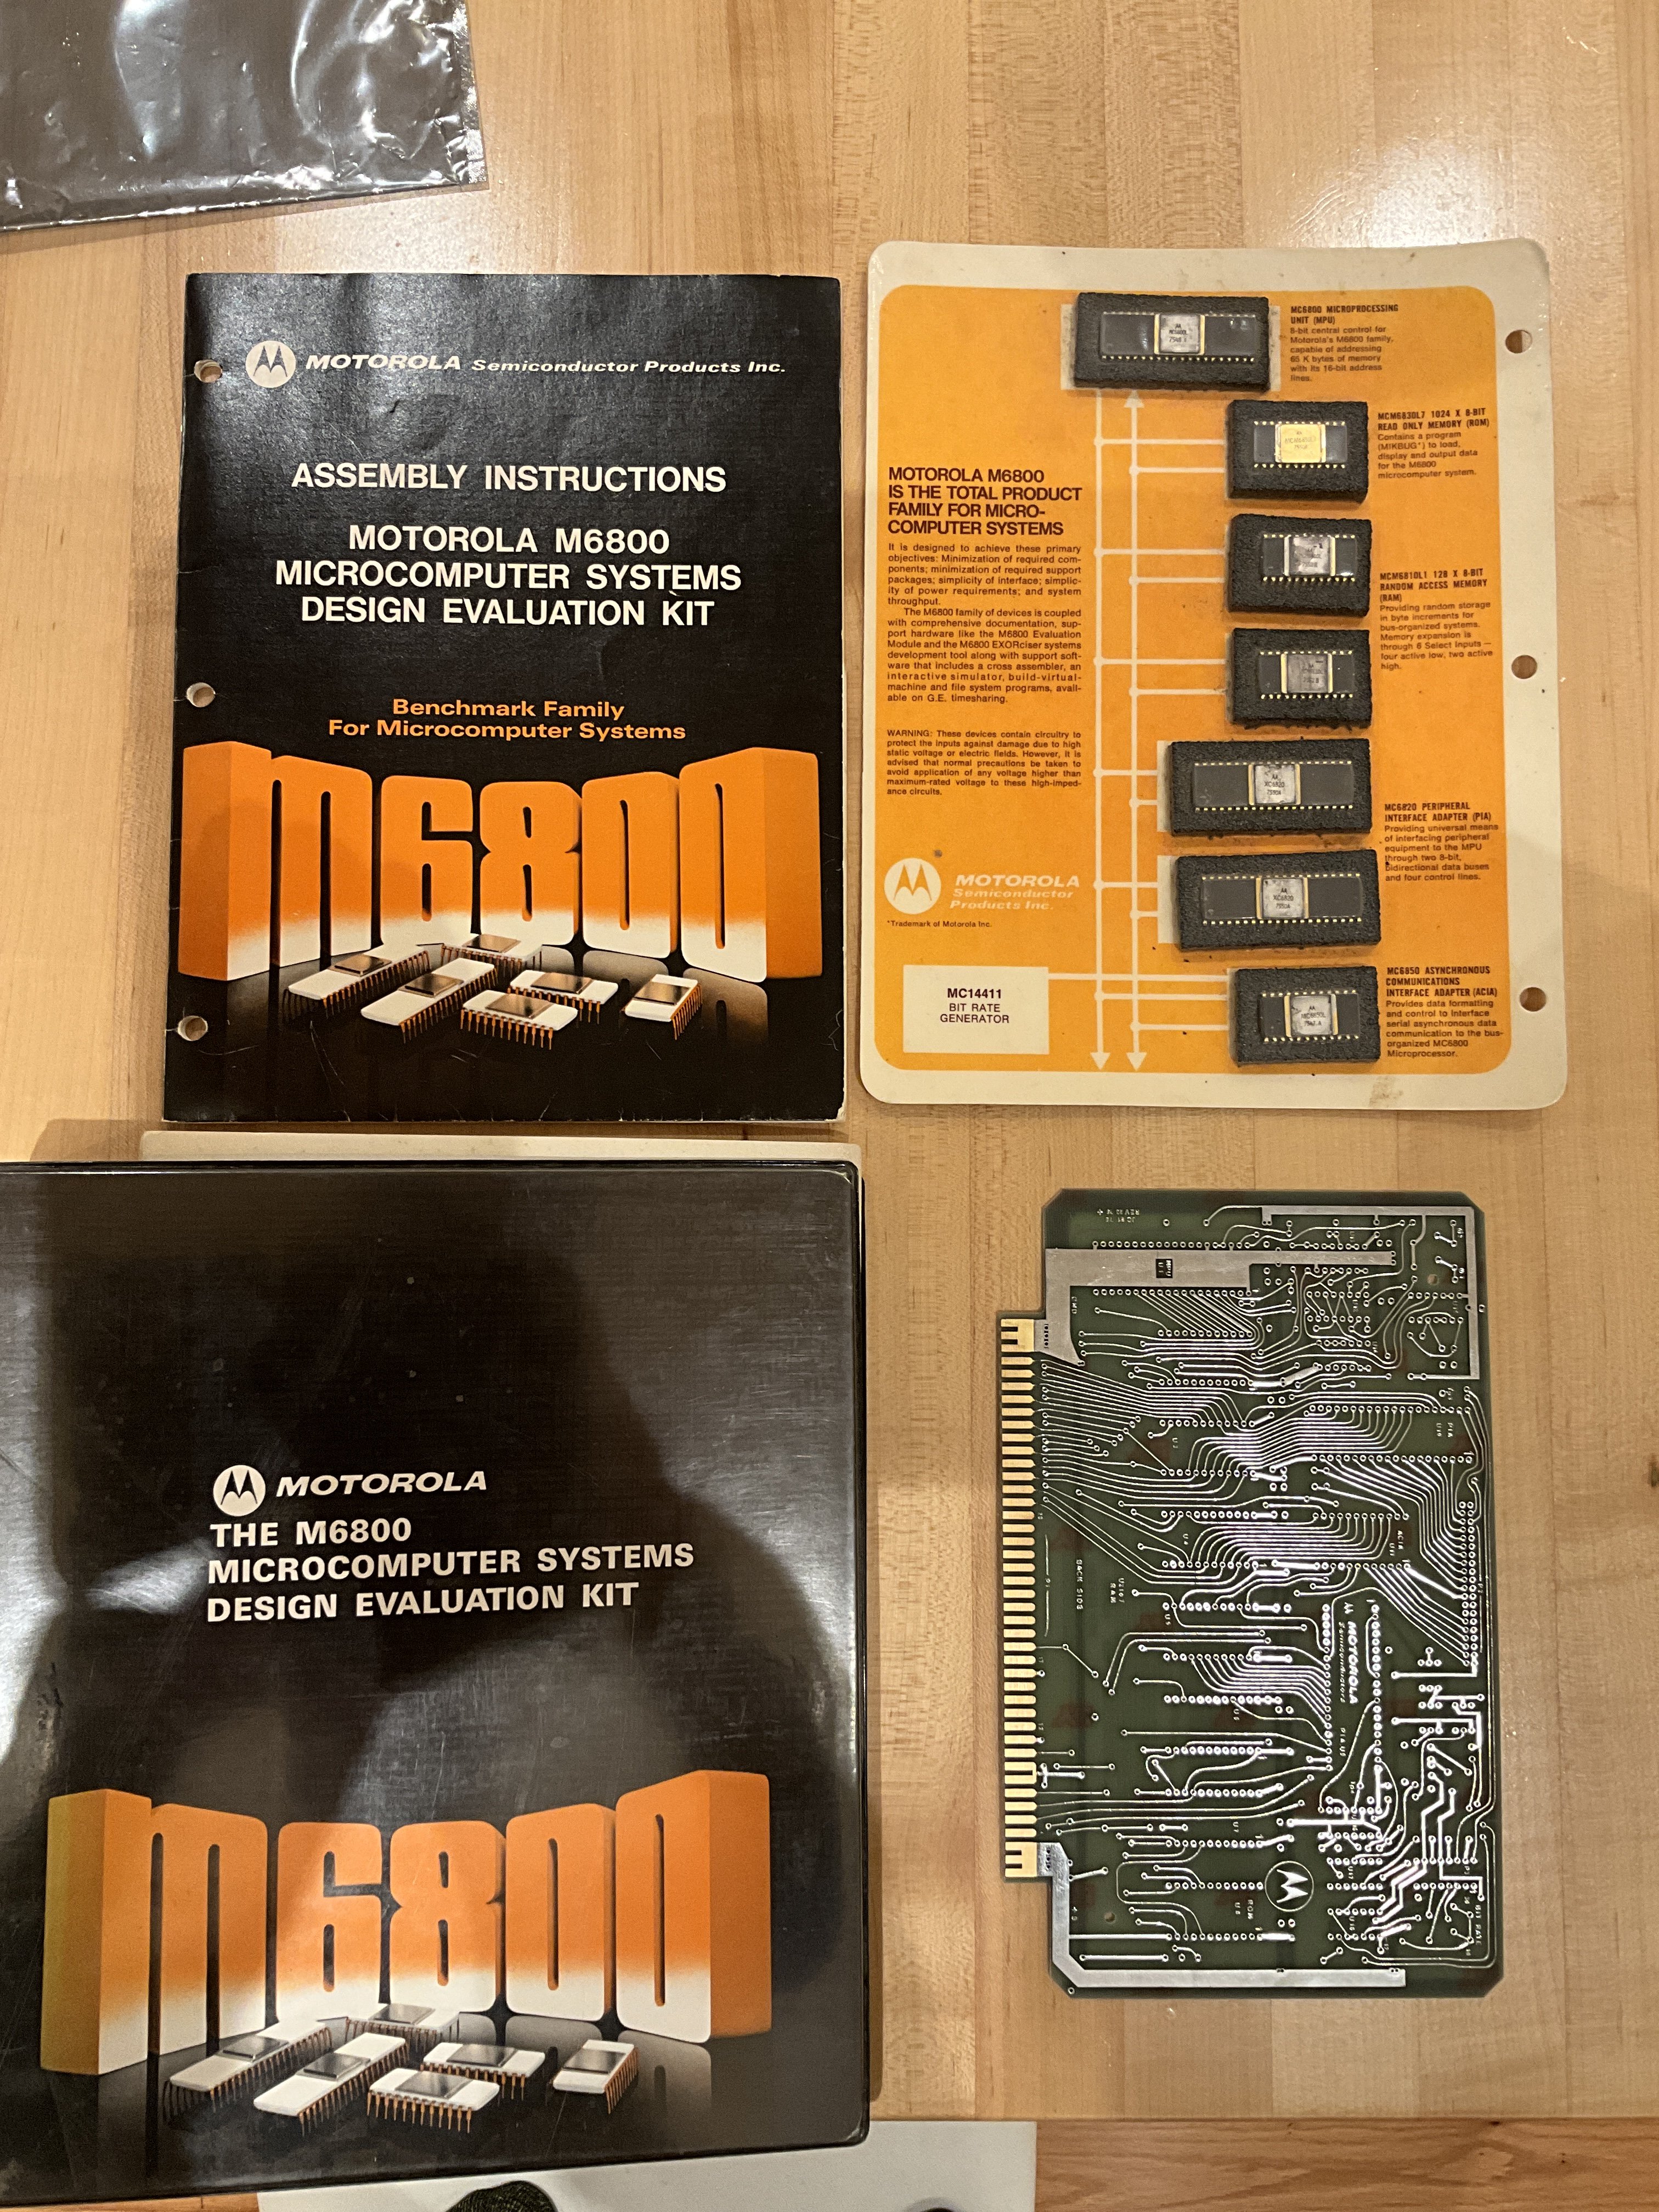 MOTOROLA Semiconductor Products Inc.
ASSEMBLY INSTRUCTIONS
MOTOROLA M6800
MICROCOMPUTER SYSTEMS
DESIGN EVALUATION KIT
Benchmark Family
For Microcomputer Systems
M6800
MOTOROLA M6800
IS THE TOTAL PRODUCT
FAMILY FOR MICRO-
COMPUTER SYSTEMS
It is designed to achieve these primary
objectives: Minimization of required com-
ponents; minimization of required support
packages; simplicity of interface; simplic-
ity of power requirements; and system
throughput.
The M6800 family of devices is coupled
with comprehensive documentation, sup-
port hardware like the M6800 Evaluation
Module and the M6800 EXORciser systems
development tool along with support soft-
ware that includes a cross assembler, an
interactive simulator, build-virtual-
machine and file system programs, avail-
able on G.E. timesharing.
WARNING: These devices contain circuitry to
protect the inputs against damage due to high
static voltage or electric fields. However, it is
advised that normal precautions be taken to
avoid application of any voltage higher than
maximum-rated voltage to these high-imped-
ance circuits.
MOTOROLA
Semiconductor
Products Inc.
*Trademark of Motorola Inc.
MC14411
BIT RATE
GENERATOR
MC6800 MICROPROCESSING
UNIT (MPU)
8-bit central control for
Motorola's M6800 family,
capable of addressing
65 K bytes of memory
with its 16-bit address
lines.
MCM6830L7 1024 X 8-BIT
READ ONLY MEMORY (ROM)
Contains a program
(MIKBUG*) to load,
display and output data
for the M6800
microcomputer system.
MCM6810L1 128 X 8-BIT
RANDOM ACCESS MEMORY
(RAM)
Providing random storage
in byte increments for
bus-organized systems.
Memory expansion is
through 6 Select Inputs —
four active low, two active
high.
MC6820 PERIPHERAL
INTERFACE ADAPTER (PIA)
Providing universal means
of interfacing peripheral
equipment to the MPU
through two 8-bit,
bidirectional data buses
and four control lines.
MC6850 ASYNCHRONOUS
COMMUNICATIONS
INTERFACE ADAPTER (ACIA)
Provides data formatting
and control to interface
serial asynchronous data
communication to the bus-
organized MC6800
Microprocessor.
MC6820
MC6820
MOTOROLA
THE M6800
MICROCOMPUTER SYSTEMS
DESIGN EVALUATION KIT
M6800
MPU
GND
PIA
ACIA
BACK SIDE
RAM
MOTOROLA
Semiconductors
ROM
BIT RATE